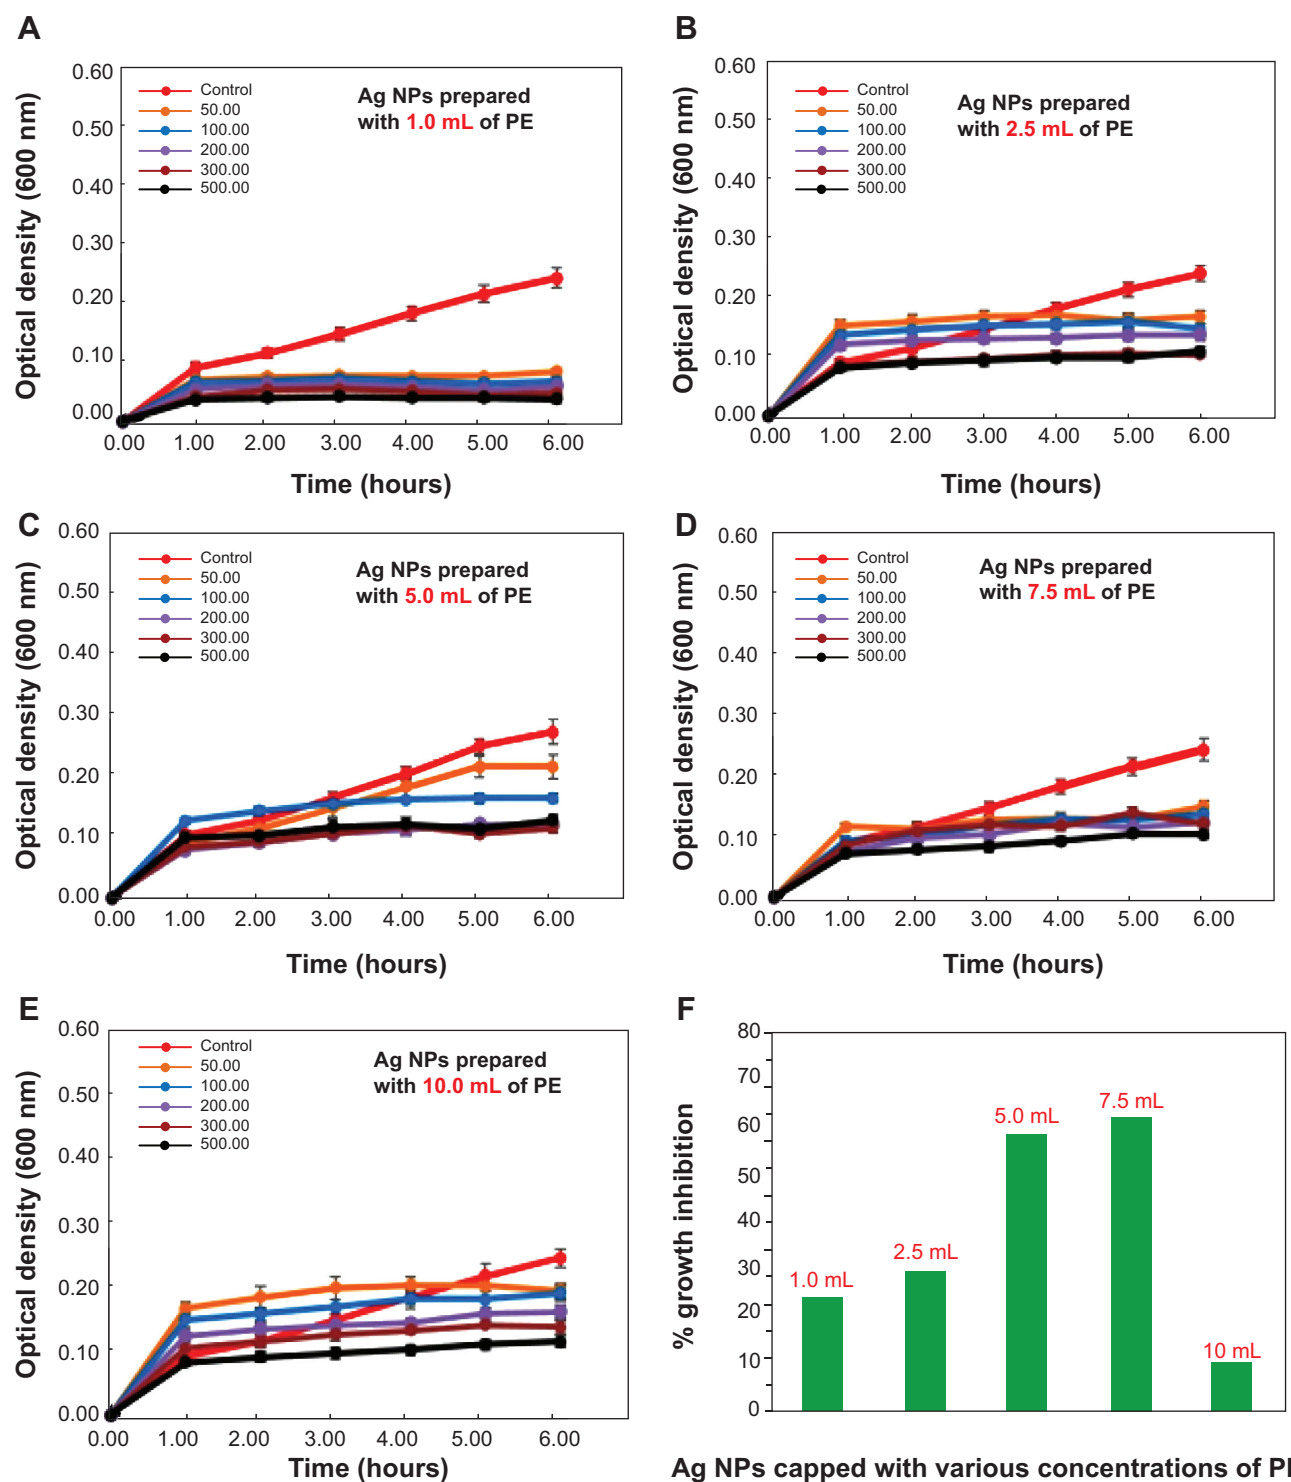 A
Optical density (600 nm)
0.60
0.50
0.40
0.30
0.20
0.10
0.00
Control
50.00
100.00
200.00
300.00
500.00
Ag NPs prepared
with 1.0 mL of PE
0.00 1.00 2.00 3.00 4.00 5.00 6.00
Time (hours)
B
Optical density (600 nm)
0.60
0.50
0.40
0.30
0.20
0.10
0.00
Control
50.00
100.00
200.00
300.00
500.00
Ag NPs prepared
with 2.5 mL of PE
0.00 1.00 2.00 3.00 4.00 5.00 6.00
Time (hours)
C
Optical density (600 nm)
0.60
0.50
0.40
0.30
0.20
0.10
0.00
Control
50.00
100.00
200.00
300.00
500.00
Ag NPs prepared
with 5.0 mL of PE
0.00 1.00 2.00 3.00 4.00 5.00 6.00
Time (hours)
D
Optical density (600 nm)
0.60
0.50
0.40
0.30
0.20
0.10
0.00
Control
50.00
100.00
200.00
300.00
500.00
Ag NPs prepared
with 7.5 mL of PE
0.00 1.00 2.00 3.00 4.00 5.00 6.00
Time (hours)
E
Optical density (600 nm)
0.60
0.50
0.40
0.30
0.20
0.10
0.00
Control
50.00
100.00
200.00
300.00
500.00
Ag NPs prepared
with 10.0 mL of PE
0.00 1.00 2.00 3.00 4.00 5.00 6.00
Time (hours)
F
% growth inhibition
80
70
60
50
40
30
20
10
0
1.0 mL
2.5 mL
5.0 mL
7.5 mL
10 mL
Ag NPs capped with various concentrations of PE